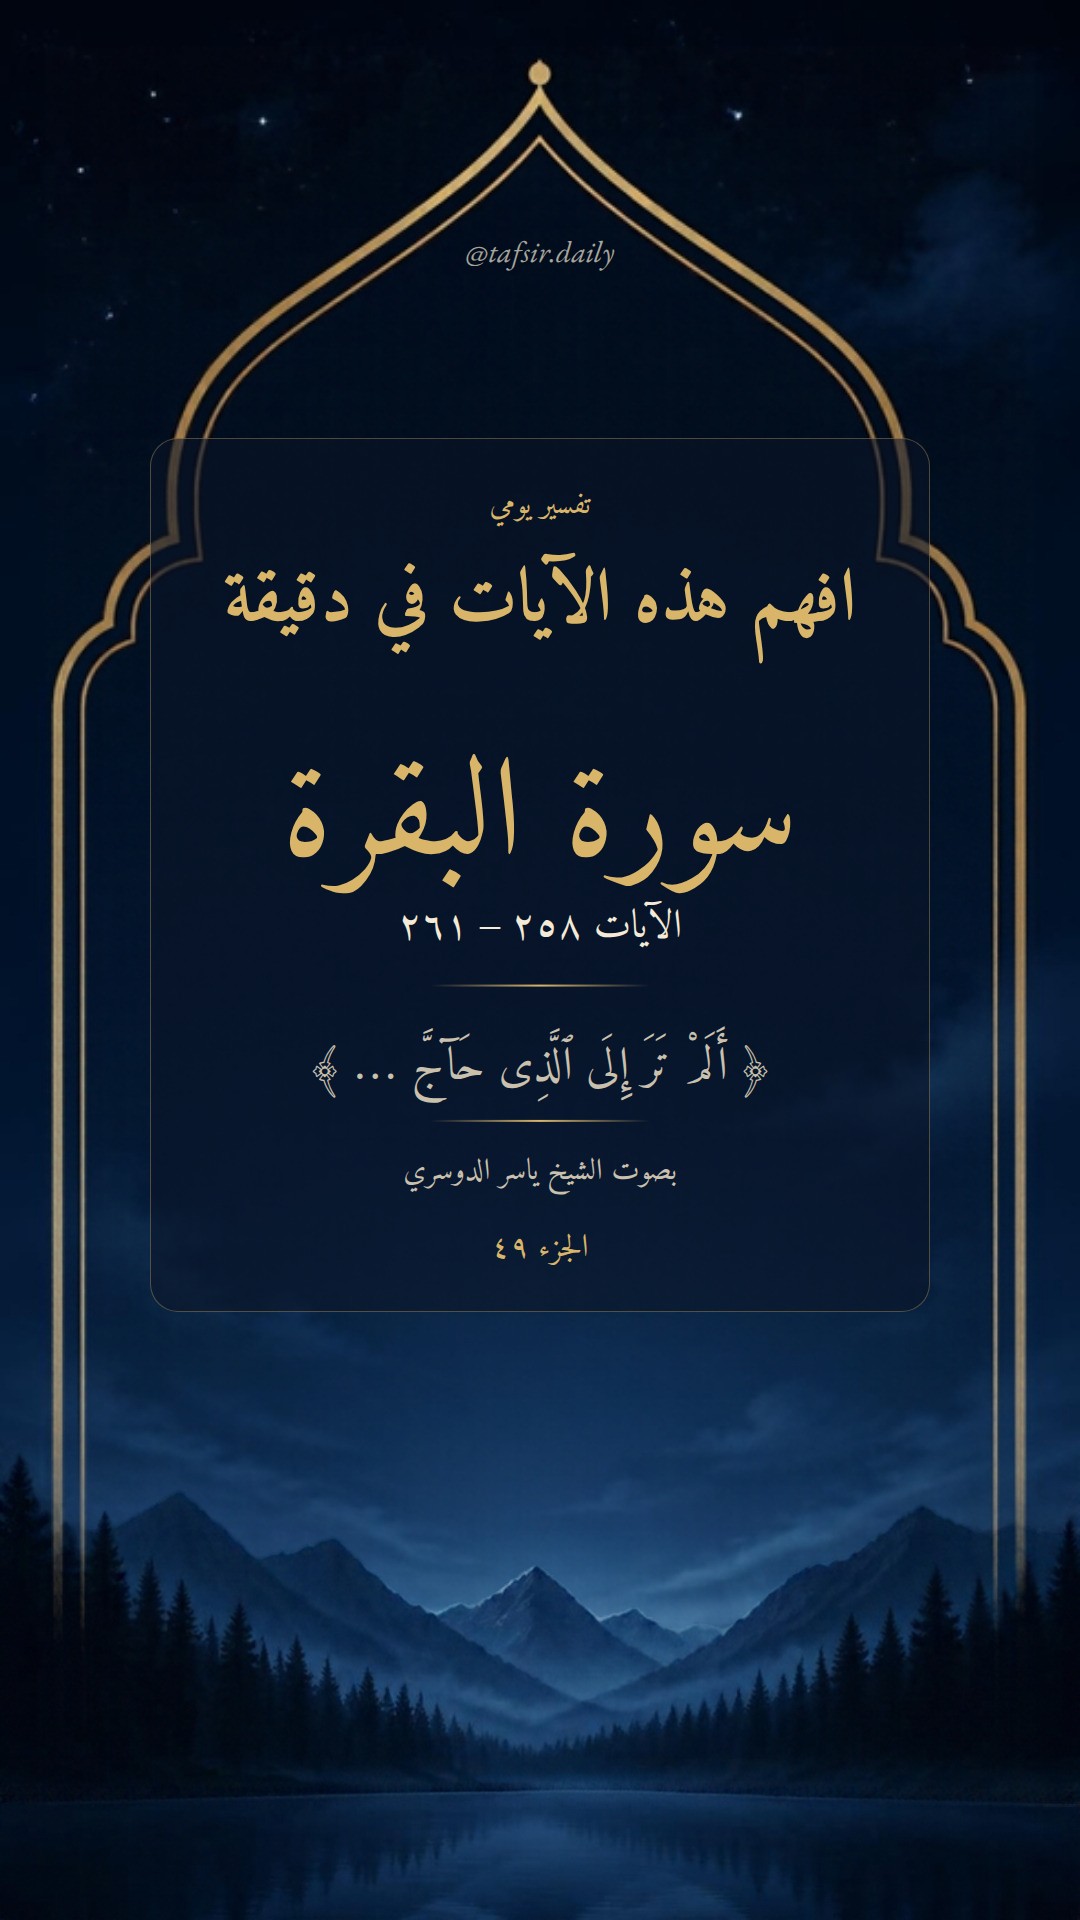 @tafsir.daily
تفسير يومي
افهم هذه الآيات في دقيقة
سورة البقرة
الآيات ٢٥٨ – ٢٦١
﴿ أَلَمْ تَرَ إِلَى ٱلَّذِى حَآجَّ ... ﴾
بصوت الشيخ ياسر الدوسري
الجزء ٤٩